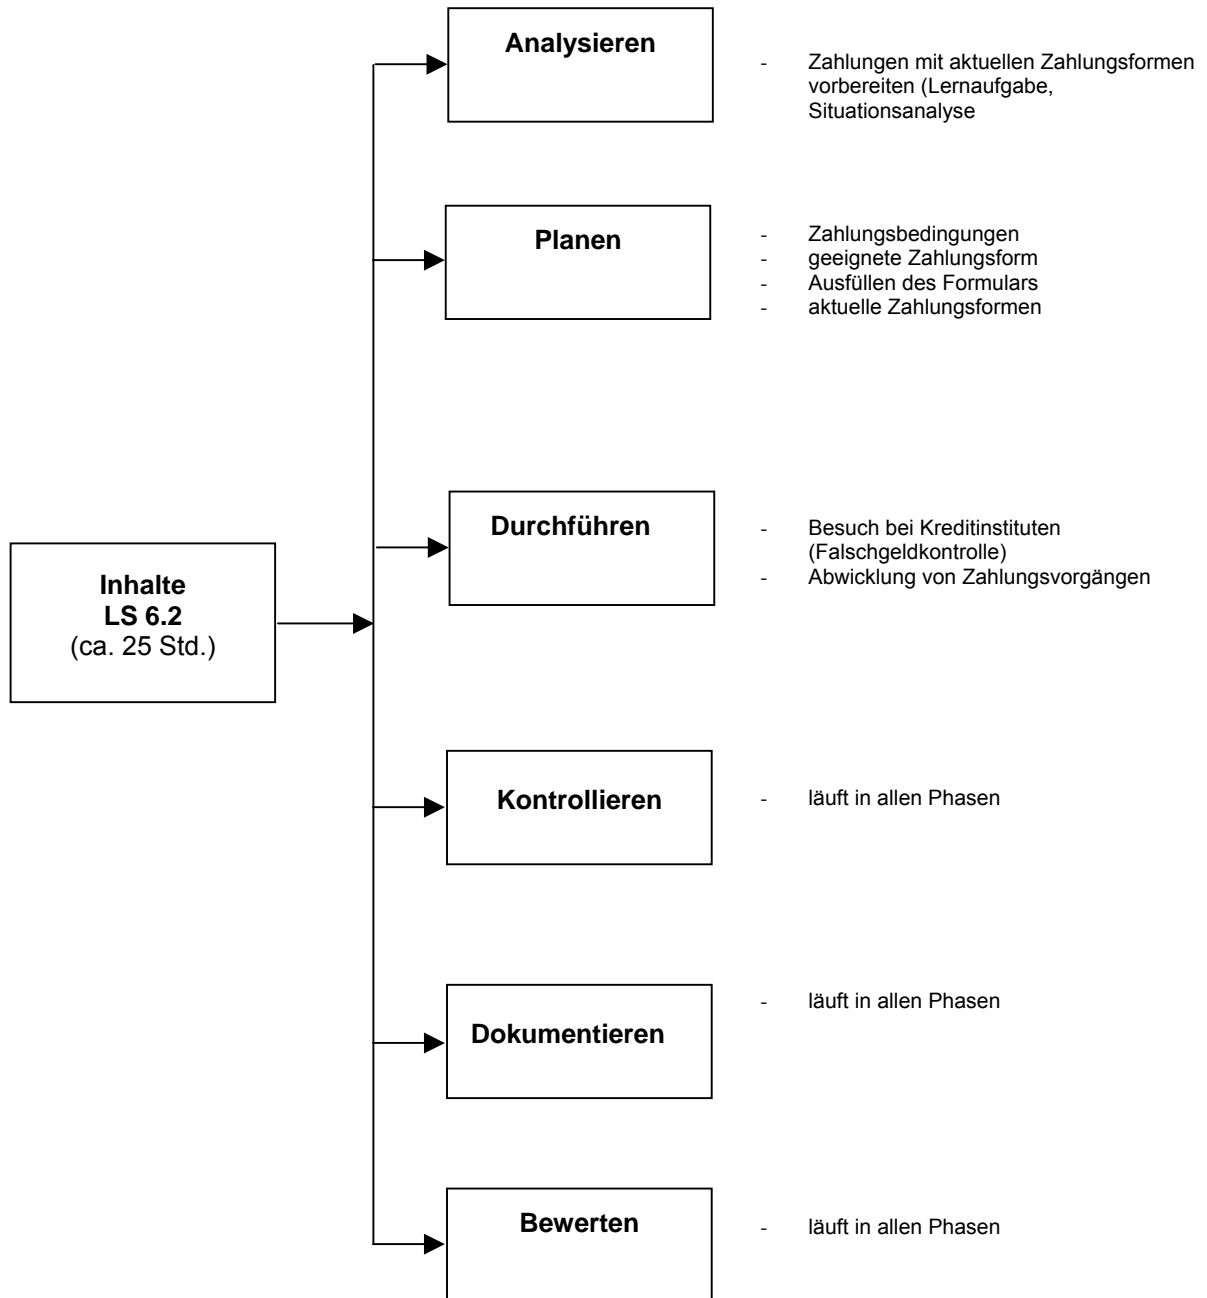 Analysieren
- Zahlungen mit aktuellen Zahlungsformen
vorbereiten (Lernaufgabe,
Situationsanalyse
Planen
- Zahlungsbedingungen
- geeignete Zahlungsform
- Ausfüllen des Formulars
- aktuelle Zahlungsformen
Durchführen
- Besuch bei Kreditinstituten
(Falschgeldkontrolle)
- Abwicklung von Zahlungsvorgängen
Inhalte
LS 6.2
(ca. 25 Std.)
Kontrollieren
- läuft in allen Phasen
Dokumentieren
- läuft in allen Phasen
Bewerten
- läuft in allen Phasen